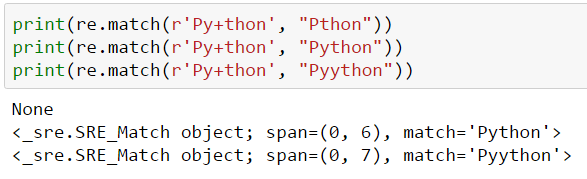 print(re.match(r'Py+thon', "Pthon"))
print(re.match(r'Py+thon', "Python"))
print(re.match(r'Py+thon', "Pyython"))
None
<_sre.SRE_Match object; span=(0, 6), match='Python'>
<_sre.SRE_Match object; span=(0, 7), match='Pyython'>